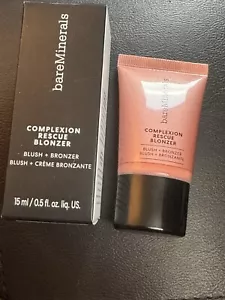 bareMinerals
COMPLEXION
RESCUE
BLONZER
BLUSH + BRONZER
BLUSH + CRÈME BRONZANTE
15 ml / 0.5 fl. oz. liq. US.
bareMinerals
COMPLEXION
RESCUE
BLONZER
BLUSH + BRONZER
BLUSH + BRONZANTE